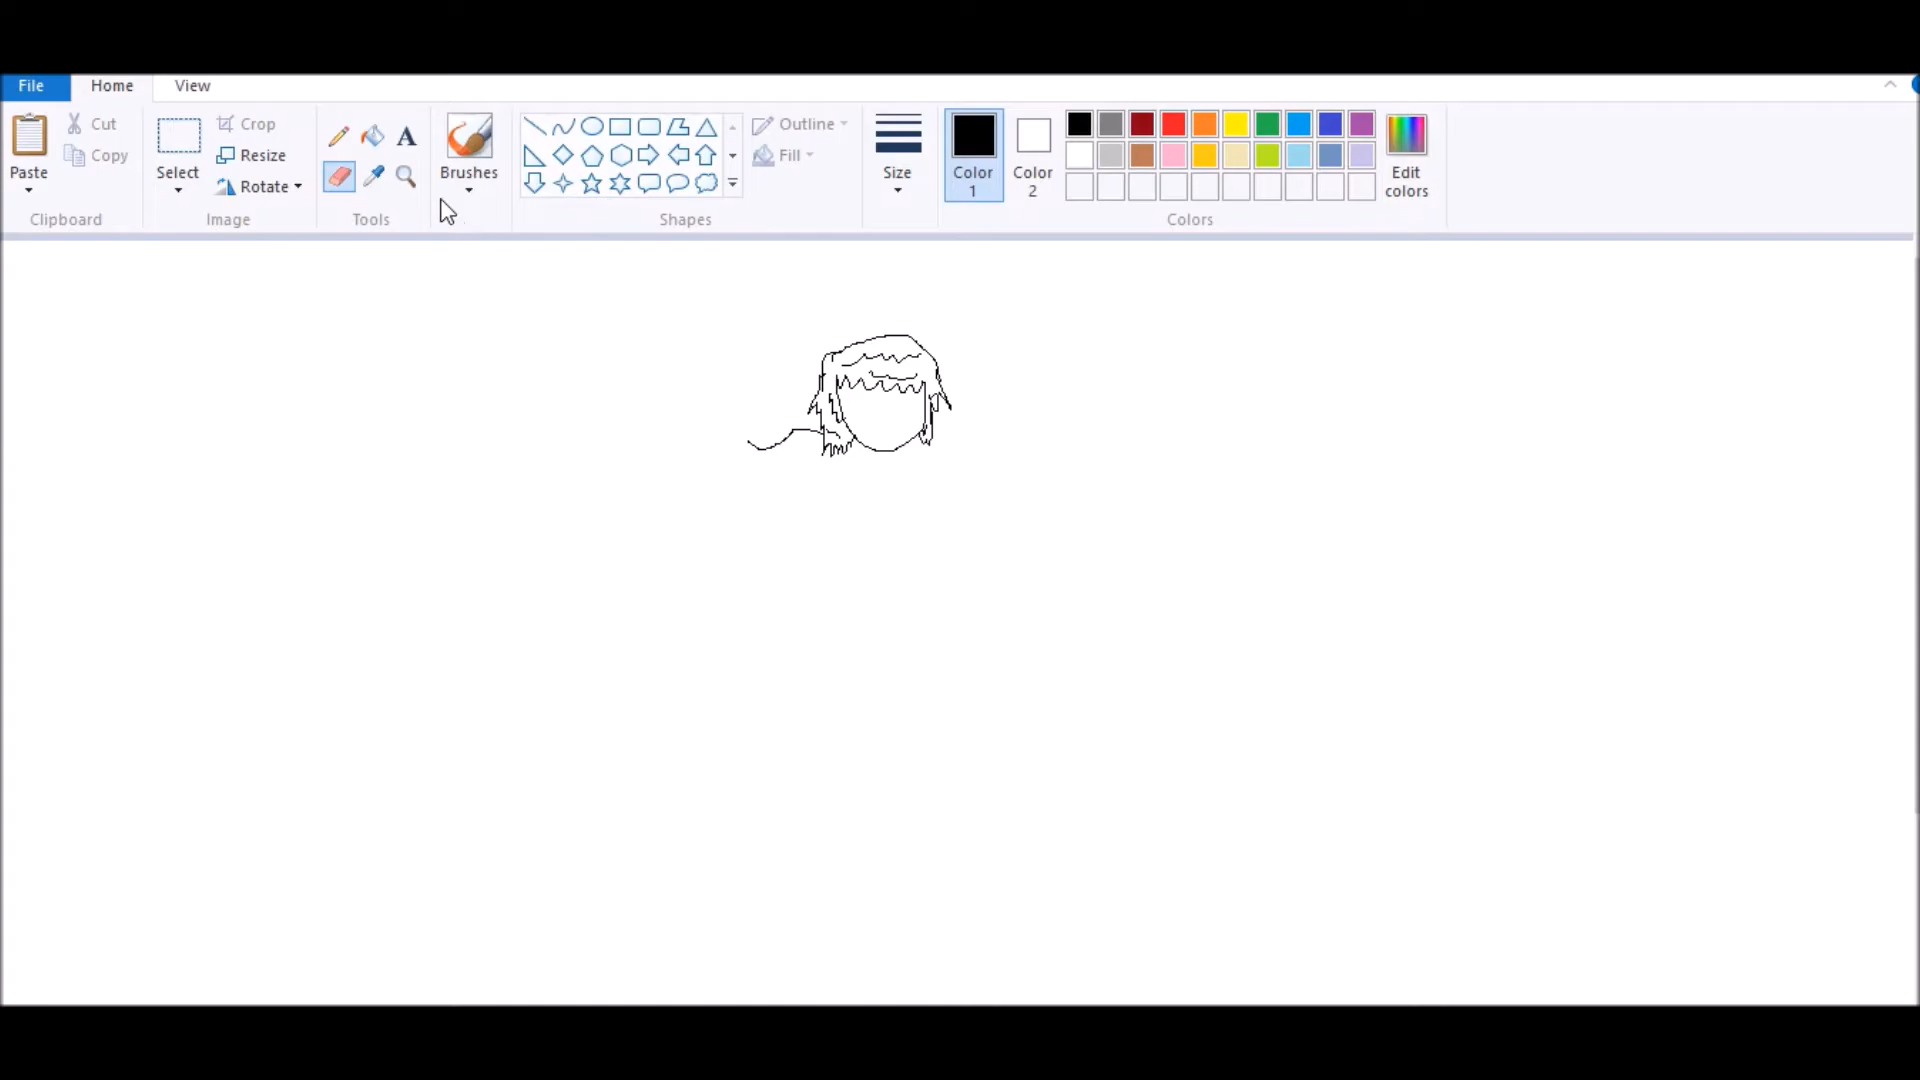 File Home View
Cut Crop Outline
Copy Resize Fill
Paste Select Rotate Brushes Size Color 1 Color 2 Edit colors
Clipboard Image Tools Shapes Colors